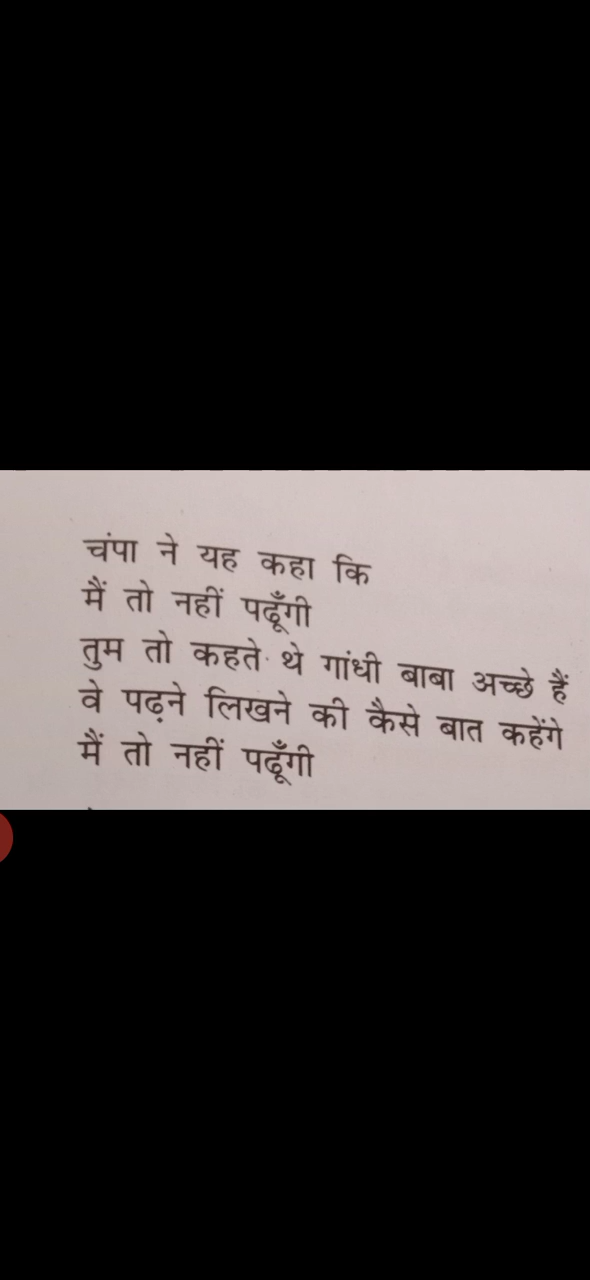 चंपा ने यह कहा कि
मैं तो नहीं पढ़ूँगी
तुम तो कहते थे गांधी बाबा अच्छे हैं
वे पढ़ने लिखने की कैसे बात कहेंगे
मैं तो नहीं पढ़ूँगी